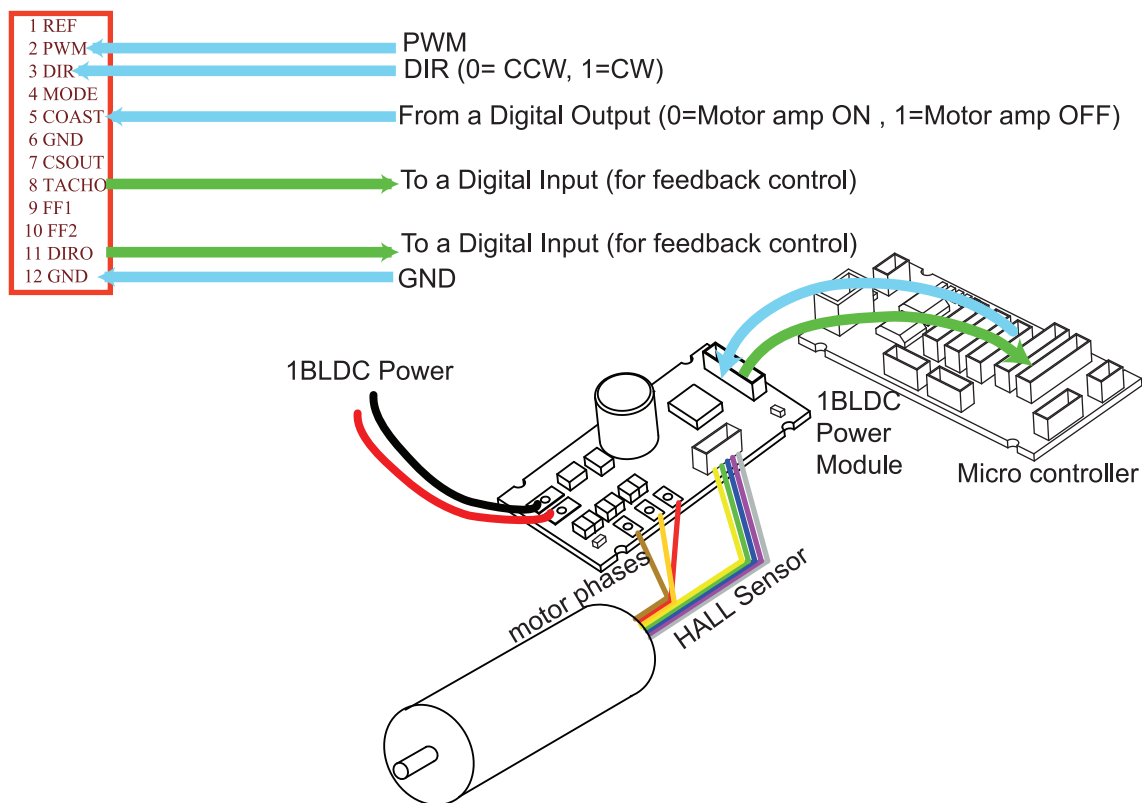 1 REF
2 PWM
3 DIR
4 MODE
5 COAST
6 GND
7 CSOUT
8 TACHO
9 FF1
10 FF2
11 DIRO
12 GND
PWM
DIR (0= CCW, 1=CW)
From a Digital Output (0=Motor amp ON , 1=Motor amp OFF)
To a Digital Input (for feedback control)
To a Digital Input (for feedback control)
GND
1BLDC Power
1BLDC
Power
Module
Micro controller
motor phases
HALL Sensor